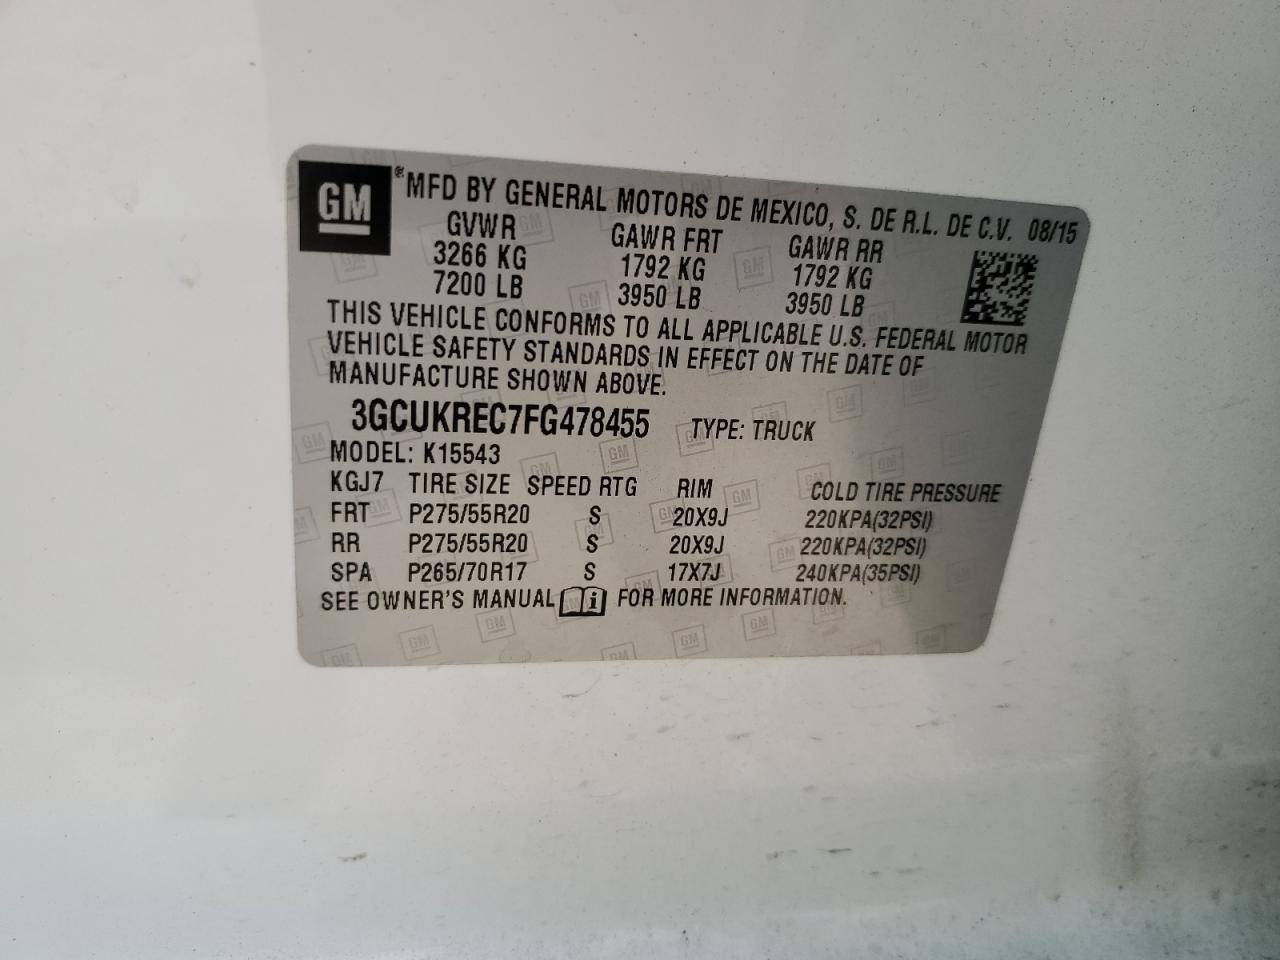 GM ® MFD BY GENERAL MOTORS DE MEXICO, S. DE R.L. DE C.V. 08/15
GVWR GAWR FRT GAWR RR
3266 KG 1792 KG 1792 KG
7200 LB 3950 LB 3950 LB
THIS VEHICLE CONFORMS TO ALL APPLICABLE U.S. FEDERAL MOTOR
VEHICLE SAFETY STANDARDS IN EFFECT ON THE DATE OF
MANUFACTURE SHOWN ABOVE.
3GCUKREC7FG478455 TYPE: TRUCK
MODEL: K15543
KGJ7 TIRE SIZE SPEED RTG RIM COLD TIRE PRESSURE
FRT P275/55R20 S 20X9J 220KPA(32PSI)
RR P275/55R20 S 20X9J 220KPA(32PSI)
SPA P265/70R17 S 17X7J 240KPA(35PSI)
SEE OWNER'S MANUAL i FOR MORE INFORMATION.